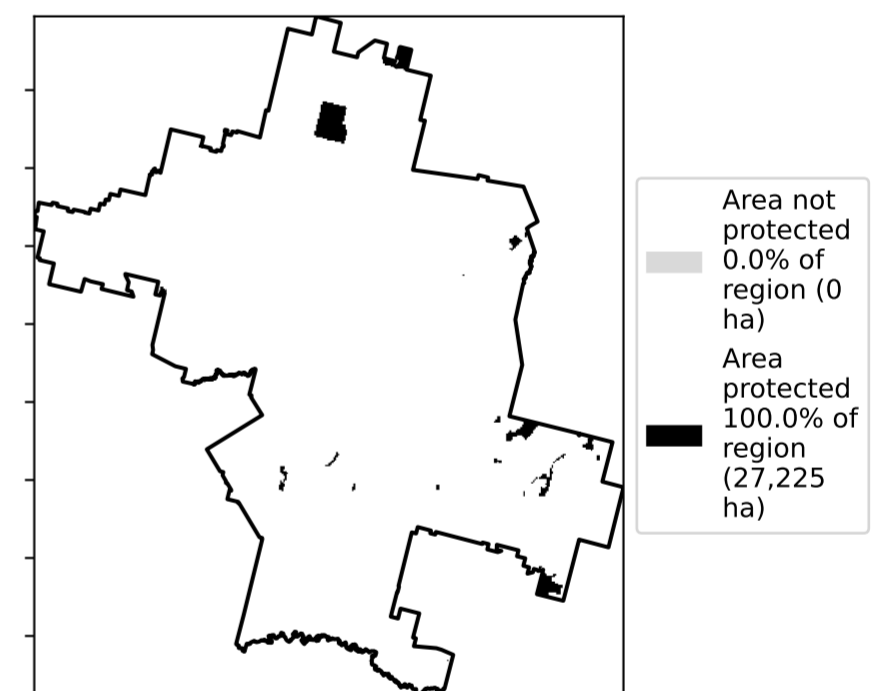 Area not
protected
0.0% of
region (0
ha)
Area
protected
100.0% of
region
(27,225
ha)